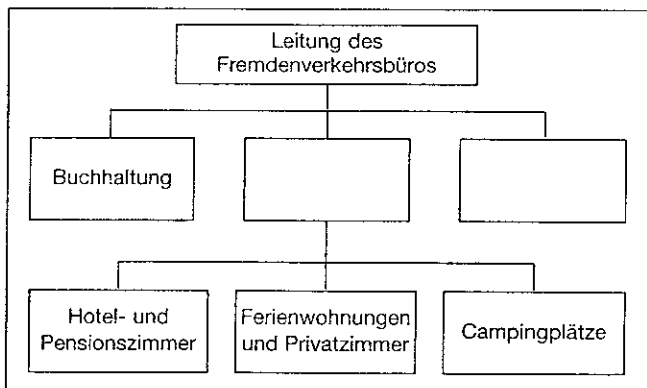 Leitung des
Fremdenverkehrsbüros
Buchhaltung
Hotel- und
Pensionszimmer
Ferienwohnungen
und Privatzimmer
Campingplätze